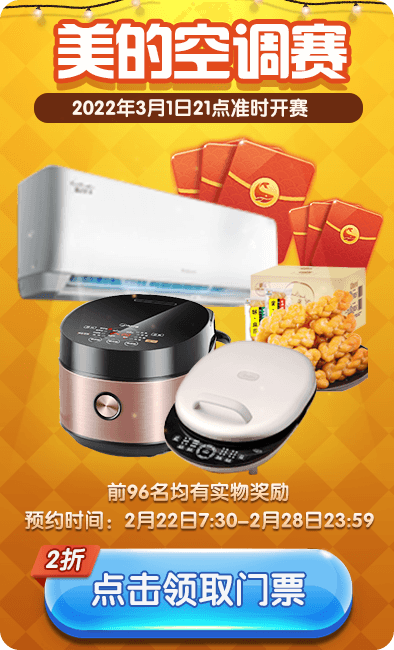 美的空调赛
2022年3月1日21点准时开赛
前96名均有实物奖励
预约时间：2月22日7:30-2月28日23:59
2折
点击领取门票